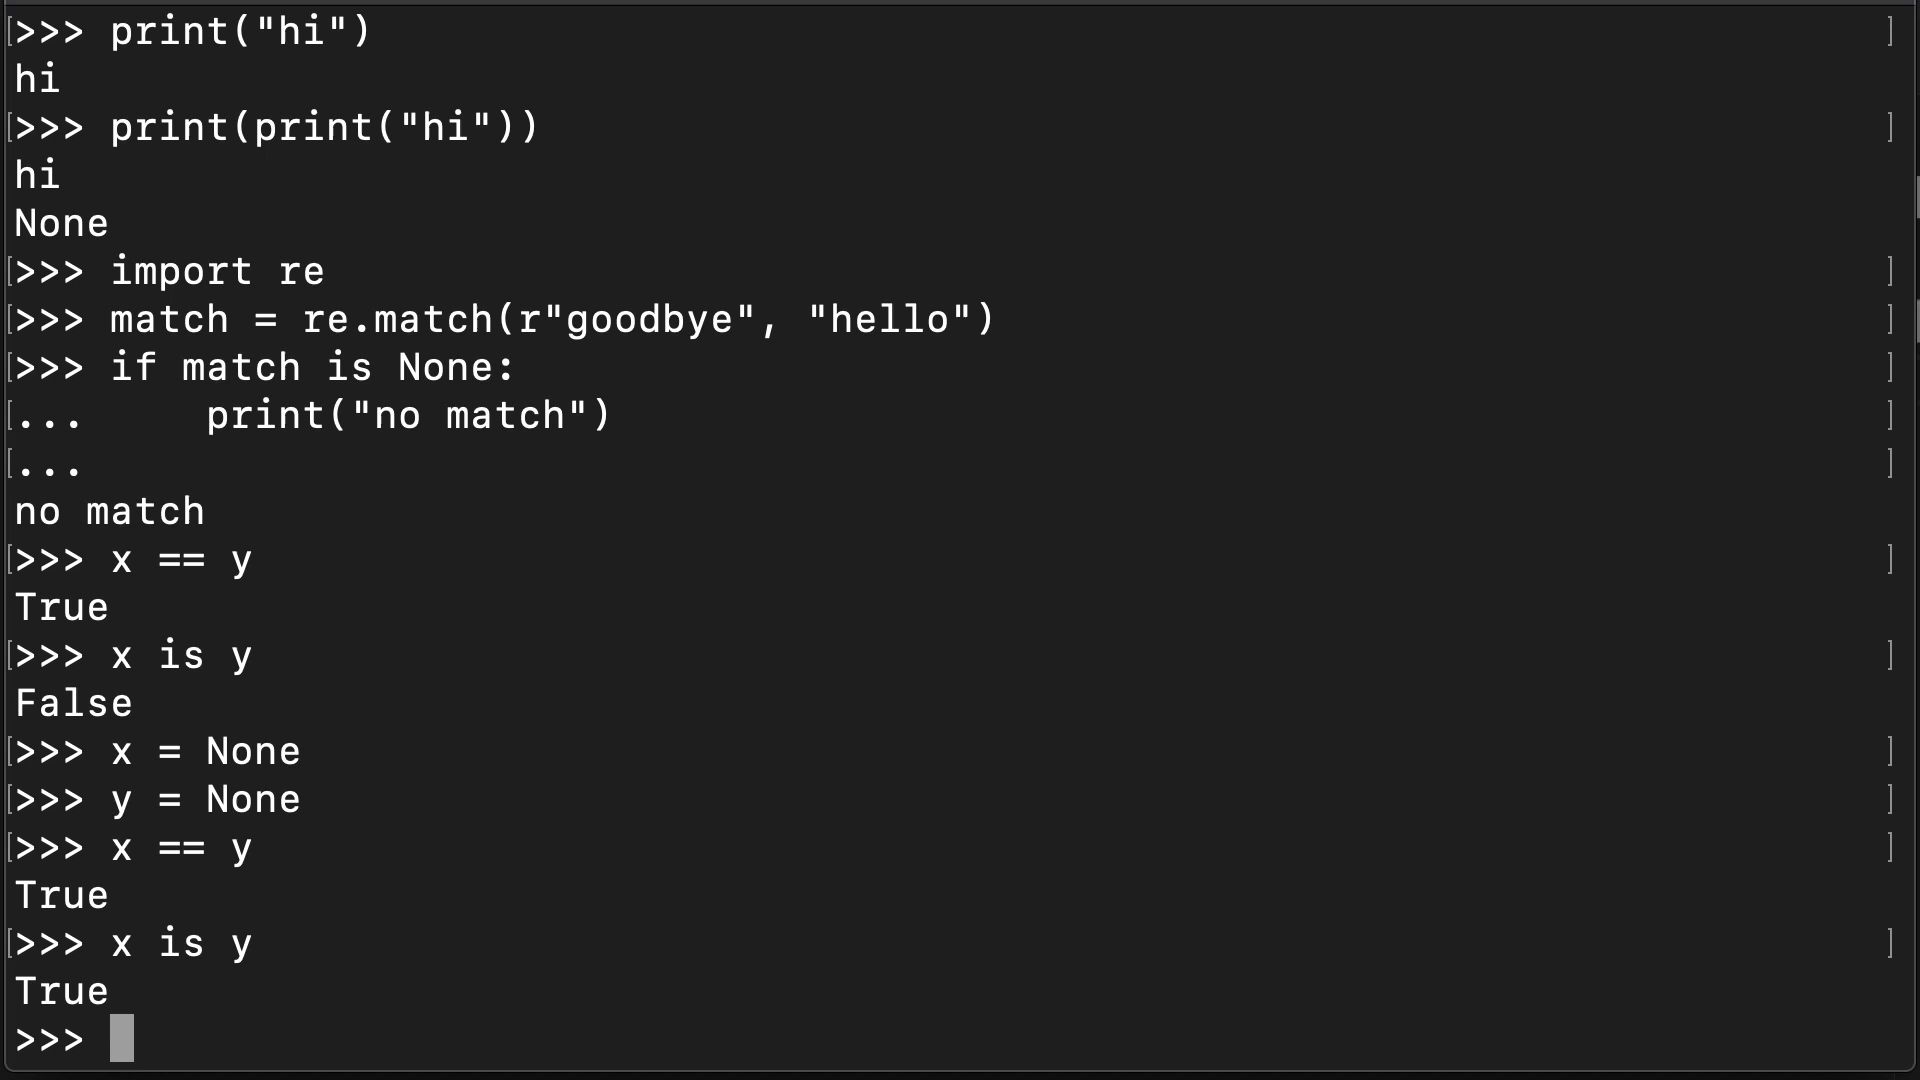 >>> print("hi")
hi
>>> print(print("hi"))
hi
None
>>> import re
>>> match = re.match(r"goodbye", "hello")
>>> if match is None:
...     print("no match")
...
no match
>>> x == y
True
>>> x is y
False
>>> x = None
>>> y = None
>>> x == y
True
>>> x is y
True
>>>